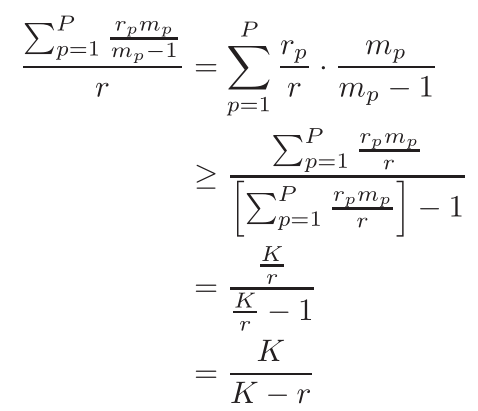 \frac{\sum_{p=1}^{P} \frac{r_p m_p}{m_p - 1}}{r} = \sum_{p=1}^{P} \frac{r_p}{r} \cdot \frac{m_p}{m_p - 1}
\geq \frac{\sum_{p=1}^{P} \frac{r_p m_p}{r}}{\left[ \sum_{p=1}^{P} \frac{r_p m_p}{r} \right] - 1}
= \frac{\frac{K}{r}}{\frac{K}{r} - 1}
= \frac{K}{K - r}